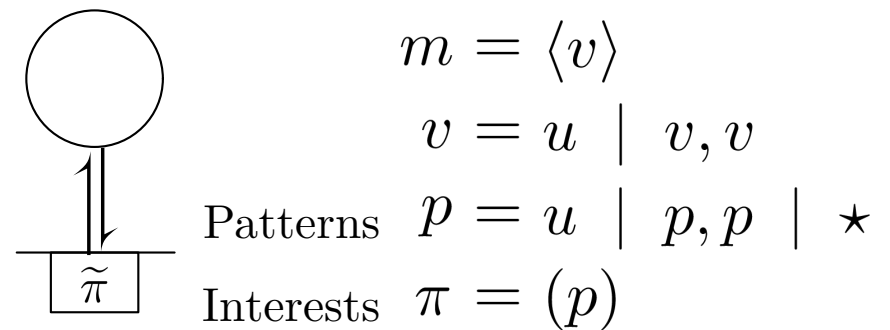 m = ⟨v⟩
v = u | v, v
Patterns p = u | p, p | ⋆
π̃
Interests π = (p)